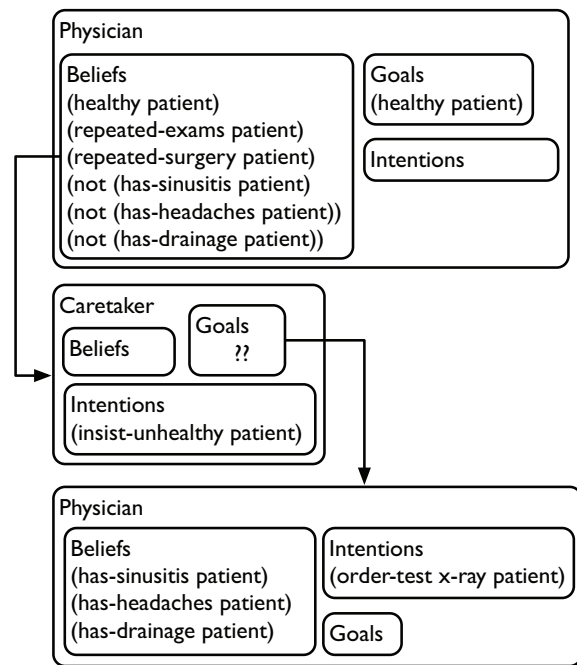 Physician
Beliefs
(healthy patient)
(repeated-exams patient)
(repeated-surgery patient)
(not (has-sinusitis patient)
(not (has-headaches patient))
(not (has-drainage patient))
Goals
(healthy patient)
Intentions
Caretaker
Beliefs
Goals
??
Intentions
(insist-unhealthy patient)
Physician
Beliefs
(has-sinusitis patient)
(has-headaches patient)
(has-drainage patient)
Intentions
(order-test x-ray patient)
Goals